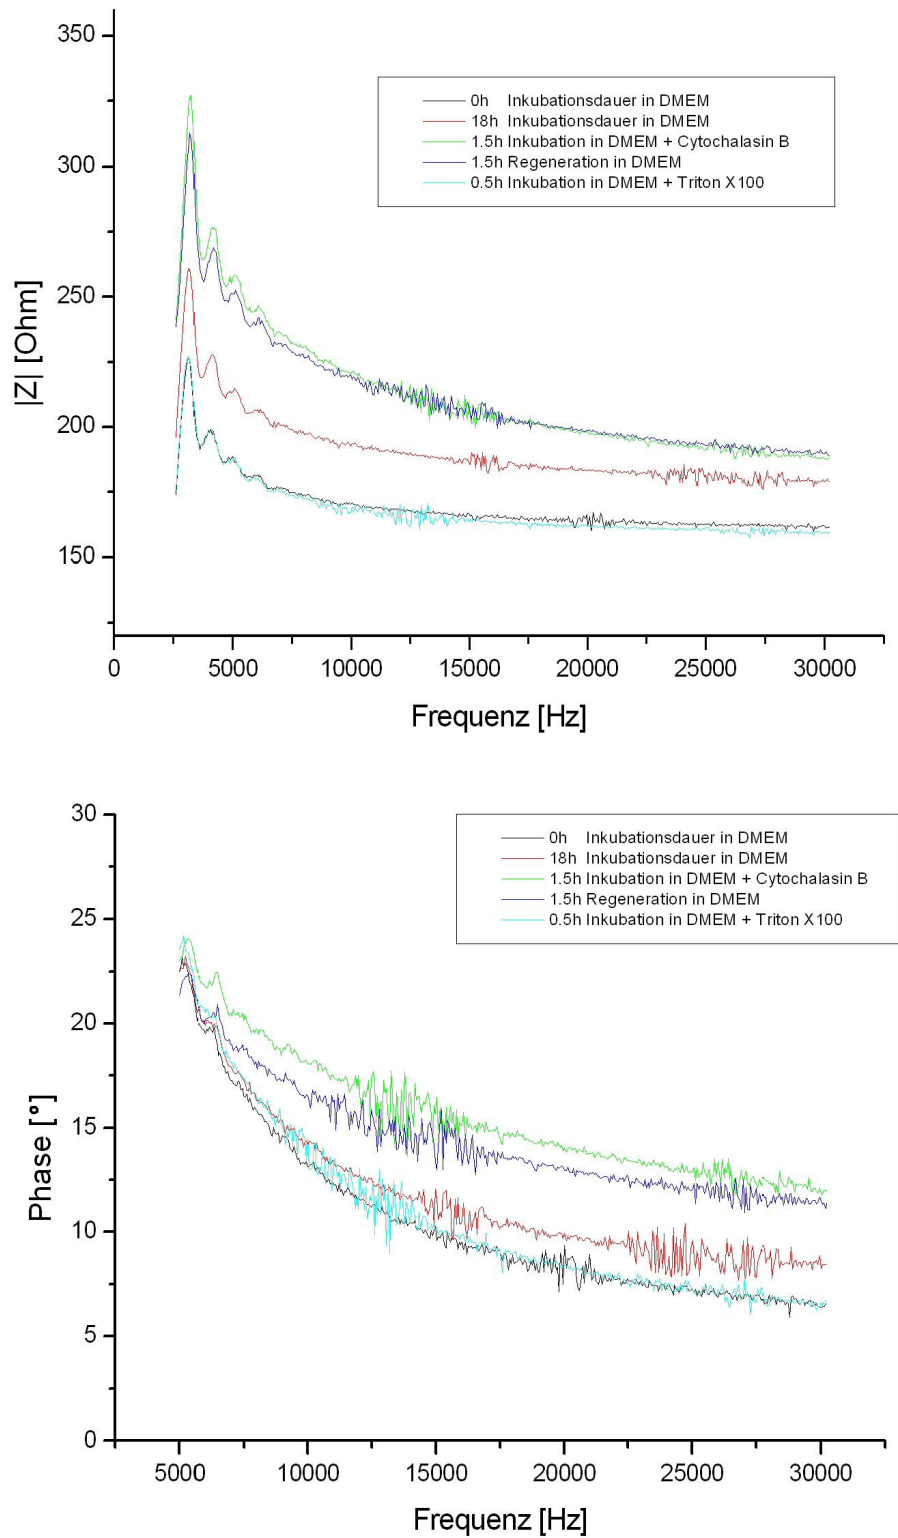 350
300
250
200
150
|Z| [Ohm]
0h Inkubationsdauer in DMEM
18h Inkubationsdauer in DMEM
1.5h Inkubation in DMEM + Cytochalasin B
1.5h Regeneration in DMEM
0.5h Inkubation in DMEM + Triton X100
0 5000 10000 15000 20000 25000 30000
Frequenz [Hz]
30
25
20
15
10
5
0
Phase [°]
0h Inkubationsdauer in DMEM
18h Inkubationsdauer in DMEM
1.5h Inkubation in DMEM + Cytochalasin B
1.5h Regeneration in DMEM
0.5h Inkubation in DMEM + Triton X100
5000 10000 15000 20000 25000 30000
Frequenz [Hz]